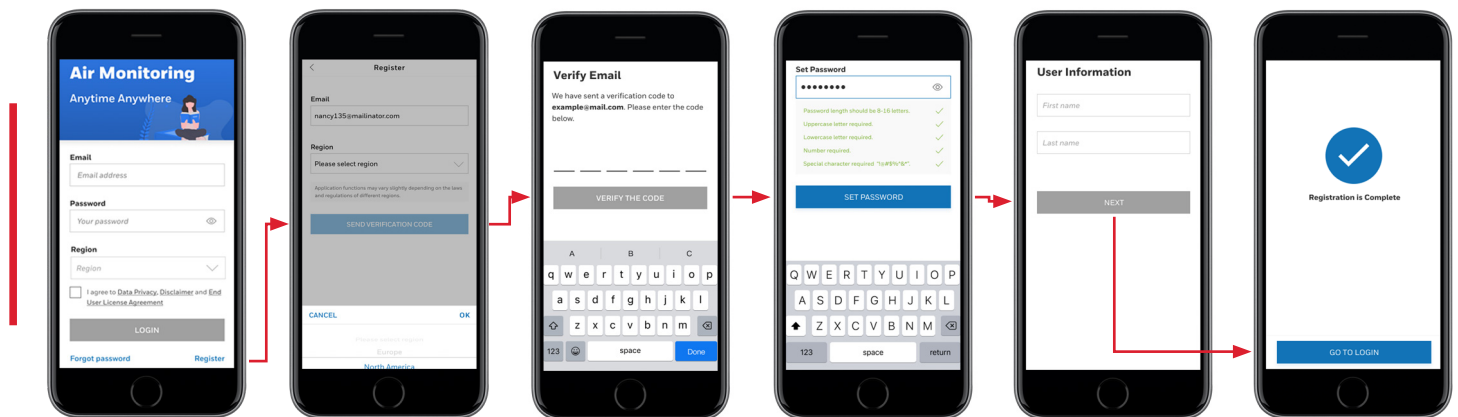 Air Monitoring
Anytime Anywhere
Email
Email address
Password
Your password
Region
Region
I agree to Data Privacy, Disclaimer and End
User License Agreement
LOGIN
Forgot password Register
Register
Email
nancy135@mailinator.com
Region
Please select region
Application functions may vary slightly depending on the laws
and regulations of different regions.
SEND VERIFICATION CODE
CANCEL OK
Please select region
Europe
North America
Verify Email
We have sent a verification code to
example@mail.com. Please enter the code
below.
VERIFY THE CODE
A B C
q w e r t y u i o p
a s d f g h j k l
z x c v b n m
123 space Done
Set Password
Password length should be 8-16 letters.
Uppercase letter required.
Lowercase letter required.
Number required.
Special character required. "!@#$%^&*".
SET PASSWORD
Q W E R T Y U I O P
A S D F G H J K L
Z X C V B N M
123 space return
User Information
First name
Last name
NEXT
Registration is Complete
GO TO LOGIN